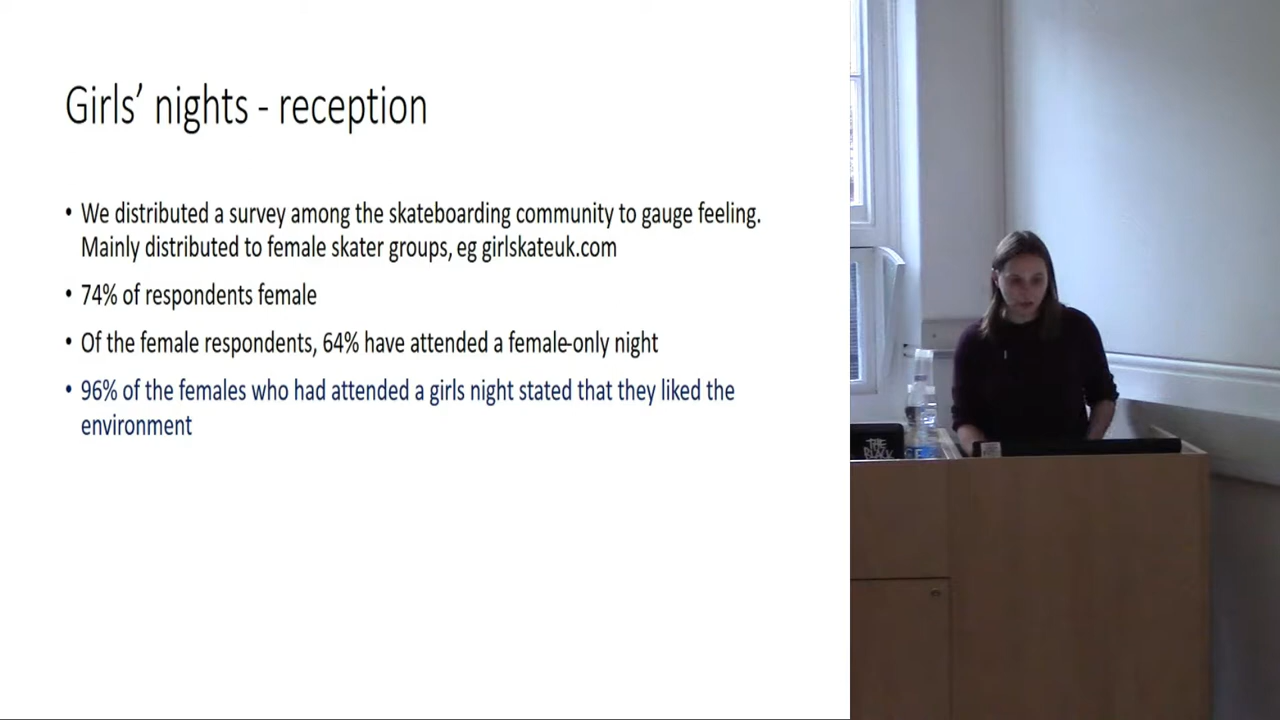 Girls’ nights - reception
• We distributed a survey among the skateboarding community to gauge feeling.
Mainly distributed to female skater groups, eg girlskateuk.com
• 74% of respondents female
• Of the female respondents, 64% have attended a female-only night
• 96% of the females who had attended a girls night stated that they liked the
environment
THE
BLACK